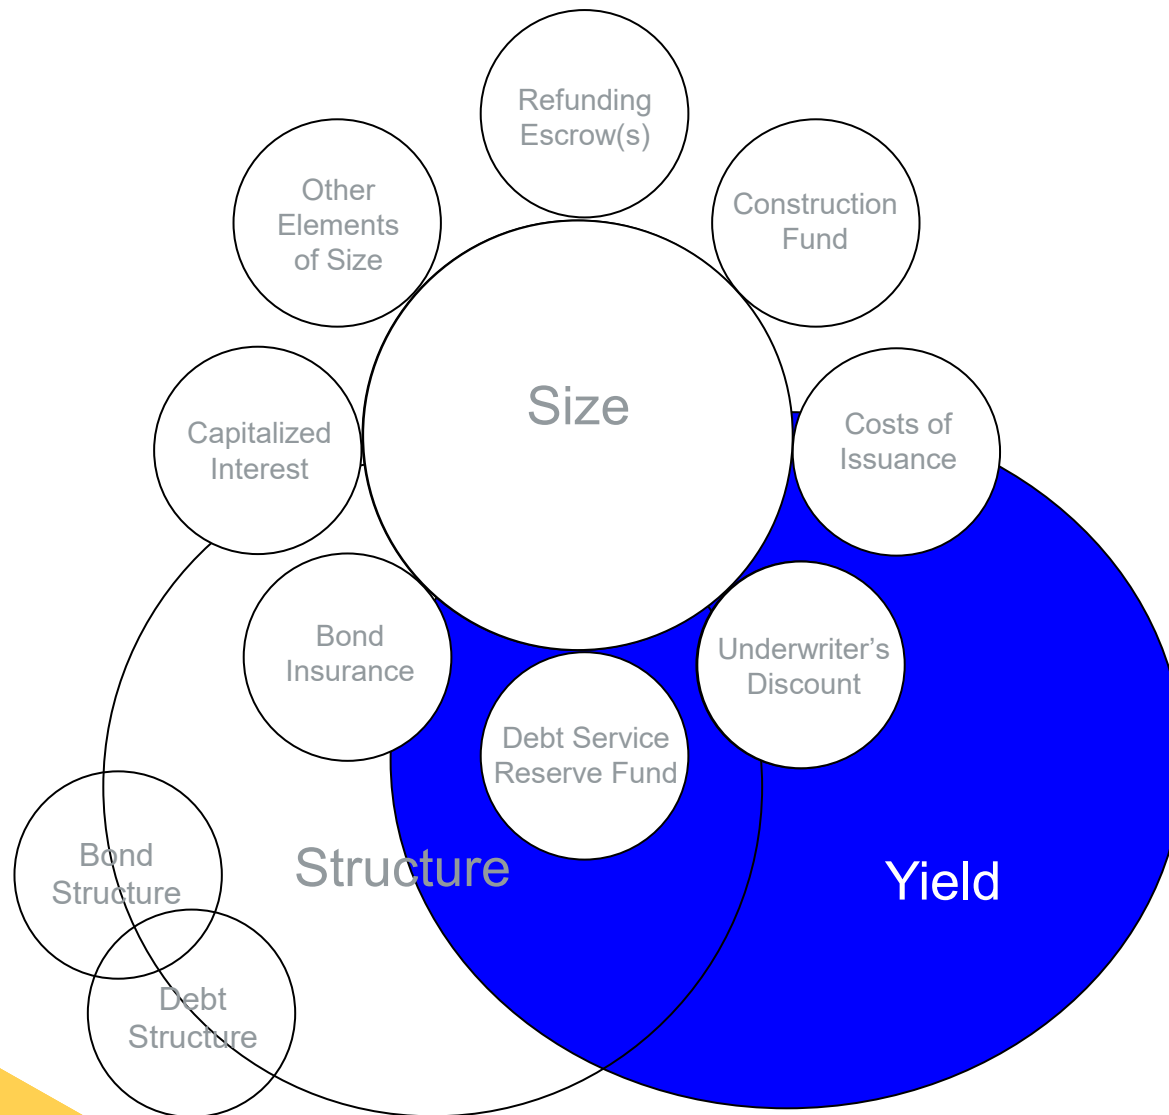 Refunding
Escrow(s)
Other
Elements
of Size
Construction
Fund
Size
Capitalized
Interest
Costs of
Issuance
Bond
Insurance
Underwriter’s
Discount
Debt Service
Reserve Fund
Bond
Structure
Structure
Yield
Debt
Structure